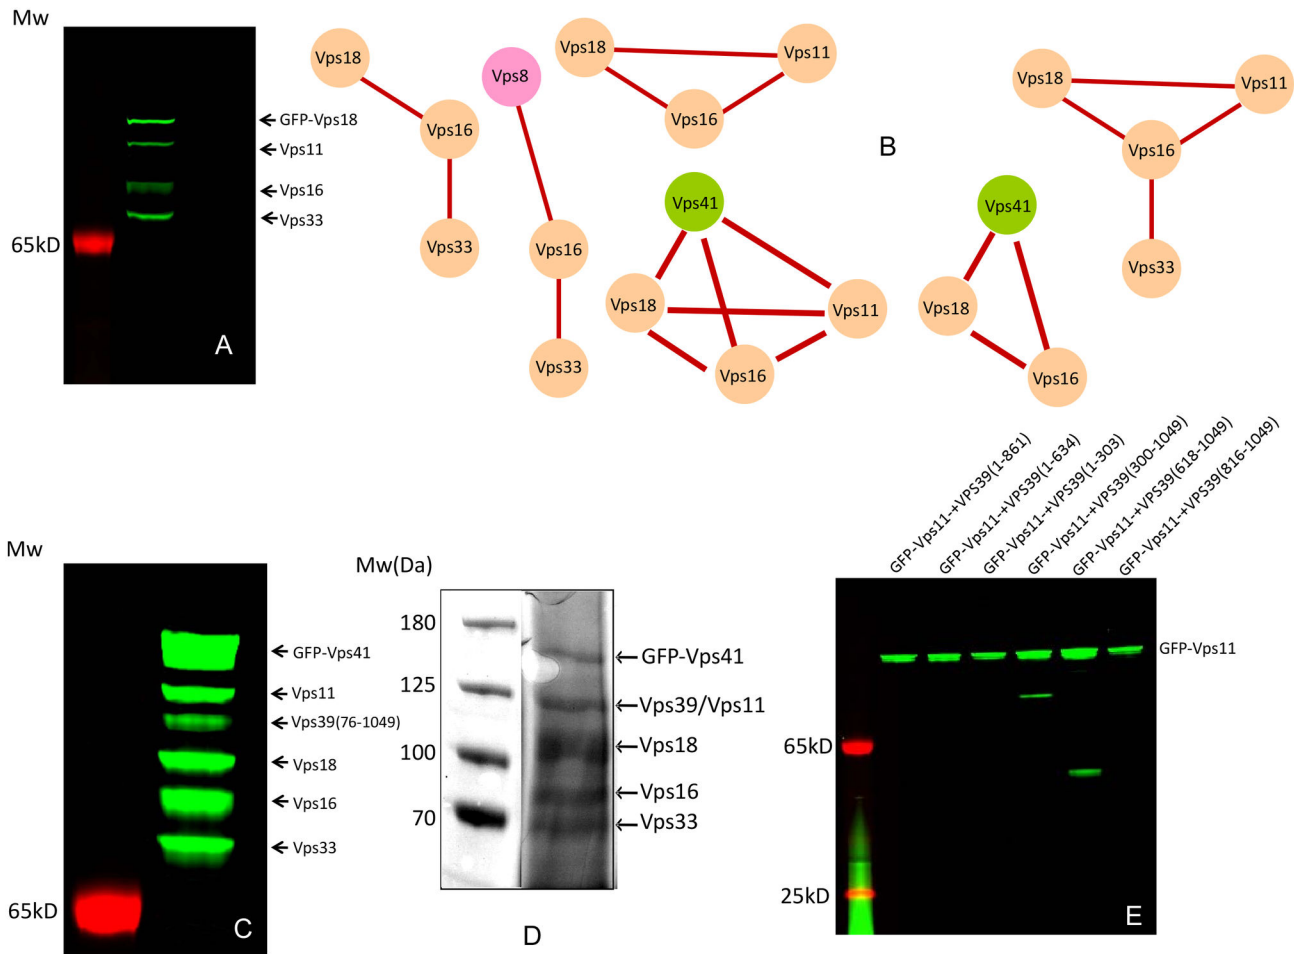 Mw
GFP-Vps18
Vps11
Vps16
Vps33
65kD
A
Vps18
Vps16
Vps33
Vps8
Vps16
Vps33
Vps18
Vps11
Vps16
B
Vps41
Vps18
Vps11
Vps16
Vps41
Vps18
Vps16
Vps18
Vps11
Vps16
Vps33
Mw
GFP-Vps41
Vps11
Vps39(76-1049)
Vps18
Vps16
Vps33
65kD
C
Mw(Da)
180
125
100
70
GFP-Vps41
Vps39/Vps11
Vps18
Vps16
Vps33
D
GFP-Vps11-+VPS39(1-861)
GFP-Vps11-+VPS39(1-634)
GFP-Vps11-+VPS39(1-303)
GFP-Vps11-+VPS39(300-1049)
GFP-Vps11-+VPS39(618-1049)
GFP-Vps11-+VPS39(816-1049)
GFP-Vps11
65kD
25kD
E